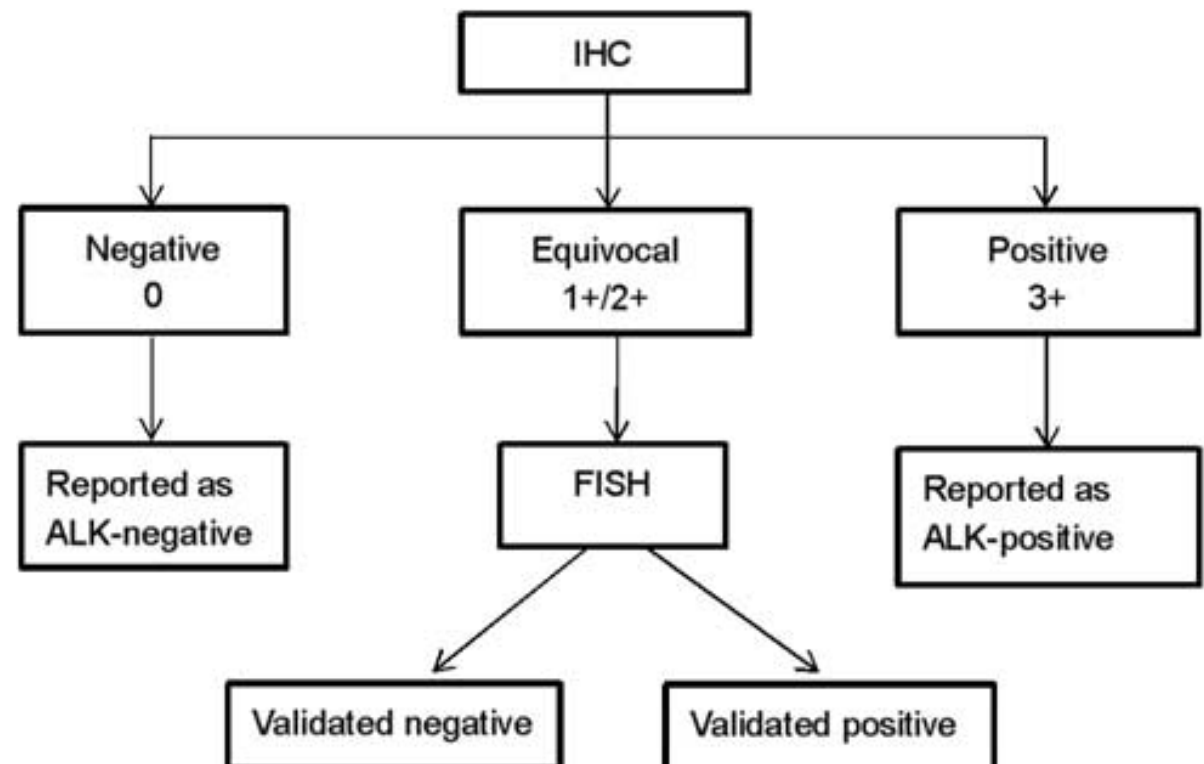 IHC
Negative
0
Equivocal
1+/2+
Positive
3+
Reported as
ALK-negative
FISH
Reported as
ALK-positive
Validated negative
Validated positive